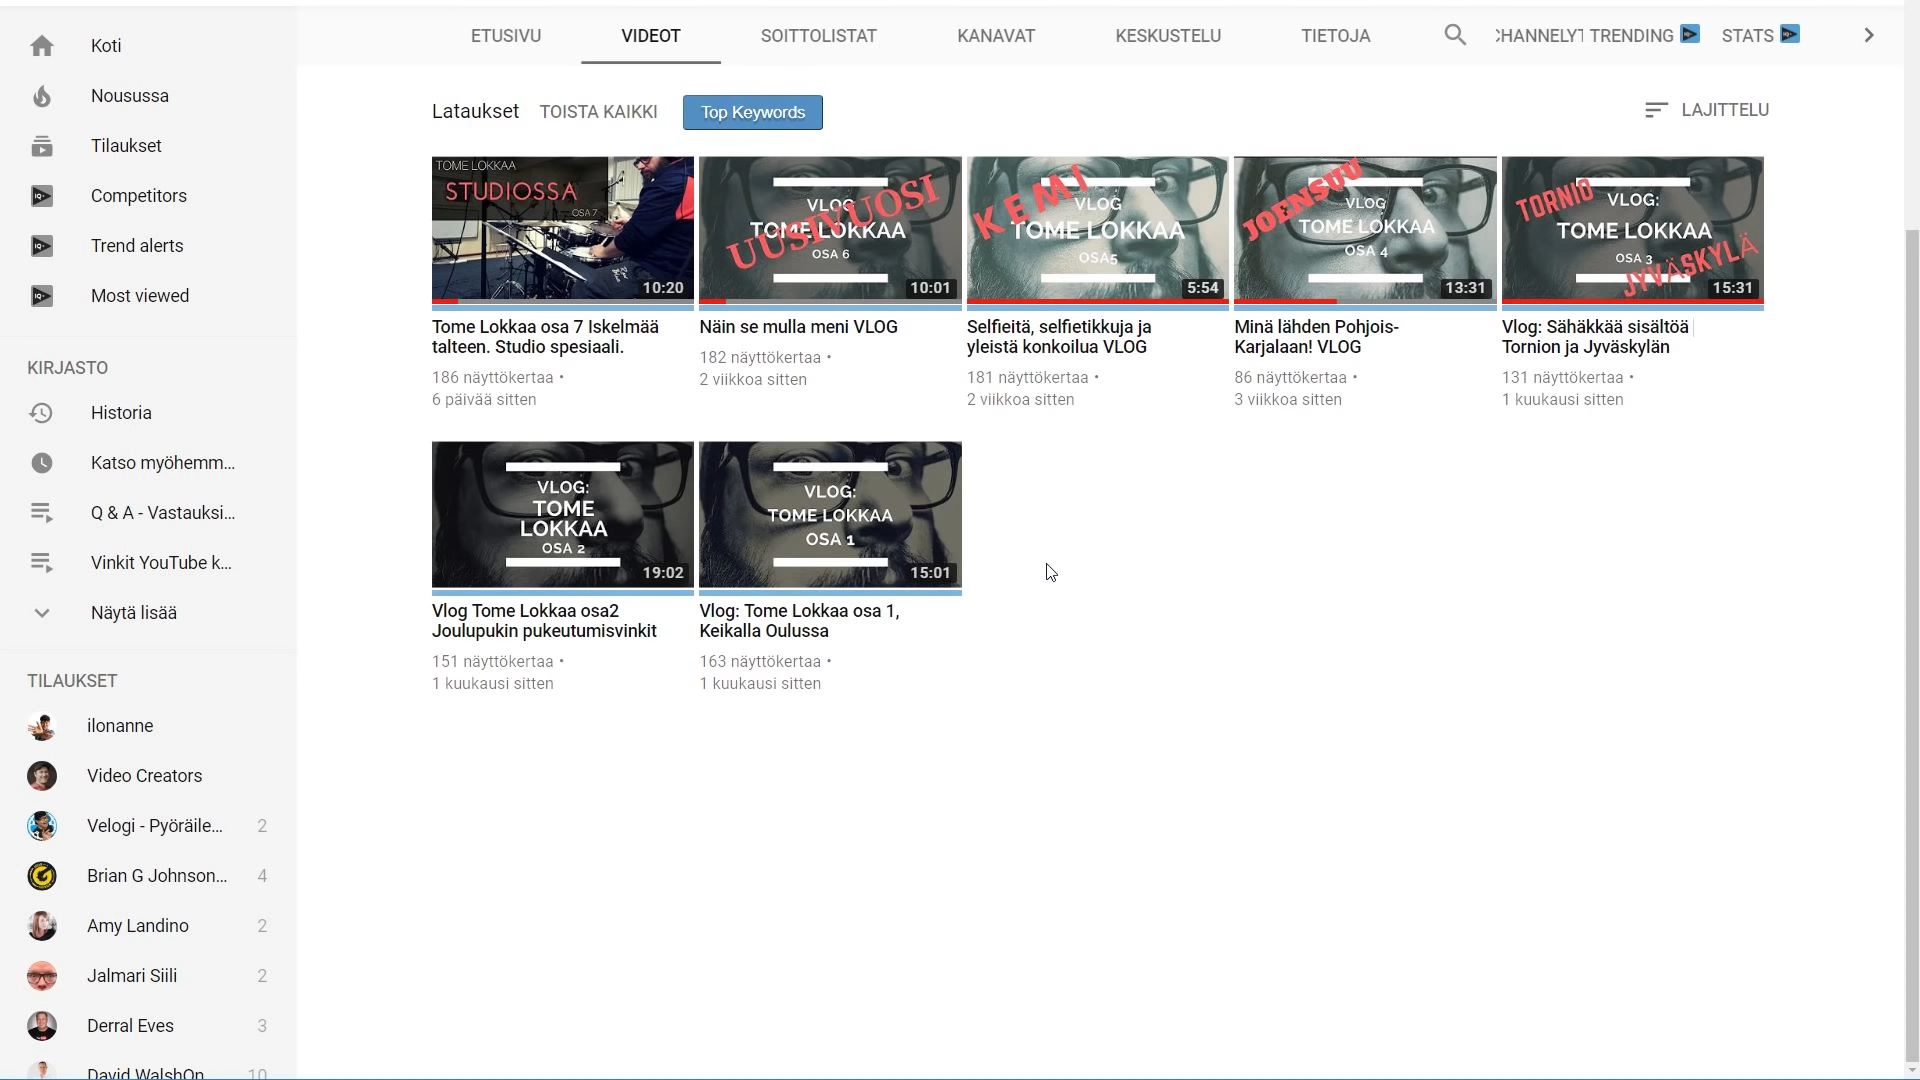 Koti
Nousussa
Tilaukset
Competitors
Trend alerts
Most viewed
KIRJASTO
Historia
Katso myöhemm...
Q & A - Vastauksi...
Vinkit YouTube k...
Näytä lisää
TILAUKSET
ilonanne
Video Creators
Velogi - Pyöräile... 2
Brian G Johnson... 4
Amy Landino 2
Jalmari Siili 2
Derral Eves 3
David WalshOn 10
ETUSIVU VIDEOT SOITTOLISTAT KANAVAT KESKUSTELU TIETOJA CHANNELYT TRENDING STATS
Lataukset TOISTA KAIKKI Top Keywords LAJITTELU
TOME LOKKAA
STUDIOSSA
OSA 7
10:20
Tome Lokkaa osa 7 Iskelmää
talteen. Studio spesiaali.
186 näyttökertaa •
6 päivää sitten
VLOG
UUSIVUOSI
TOME LOKKAA
OSA 6
10:01
Näin se mulla meni VLOG
182 näyttökertaa •
2 viikkoa sitten
KEMI
VLOG
TOME LOKKAA
OSA5
5:54
Selfieitä, selfietikkuja ja
yleistä konkoilua VLOG
181 näyttökertaa •
2 viikkoa sitten
JOENSUU
VLOG
TOME LOKKAA
OSA 4
13:31
Minä lähden Pohjois-
Karjalaan! VLOG
86 näyttökertaa •
3 viikkoa sitten
TORNIO
VLOG:
TOME LOKKAA
OSA 3
JYVÄSKYLÄ
15:31
Vlog: Sähäkkää sisältöä
Tornion ja Jyväskylän
131 näyttökertaa •
1 kuukausi sitten
VLOG:
TOME
LOKKAA
OSA 2
19:02
Vlog Tome Lokkaa osa2
Joulupukin pukeutumisvinkit
151 näyttökertaa •
1 kuukausi sitten
VLOG:
TOME LOKKAA
OSA 1
15:01
Vlog: Tome Lokkaa osa 1,
Keikalla Oulussa
163 näyttökertaa •
1 kuukausi sitten